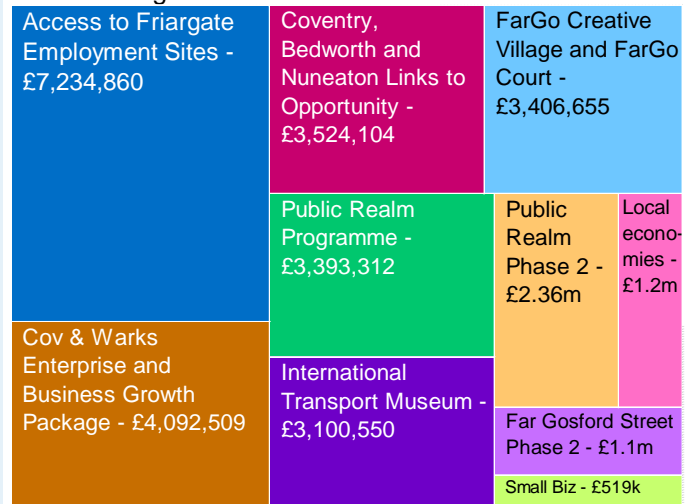 Access to Friargate
Employment Sites -
£7,234,860
Coventry,
Bedworth and
Nuneaton Links to
Opportunity -
£3,524,104
FarGo Creative
Village and FarGo
Court -
£3,406,655
Public Realm
Programme -
£3,393,312
Public
Realm
Phase 2 -
£2.36m
Local
econo-
mies -
£1.2m
Cov & Warks
Enterprise and
Business Growth
Package - £4,092,509
International
Transport Museum -
£3,100,550
Far Gosford Street
Phase 2 - £1.1m
Small Biz - £519k